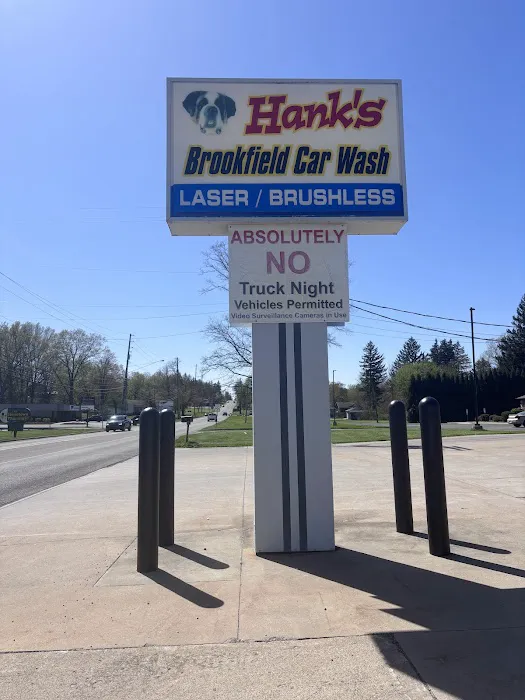 Hank's
Brookfield Car Wash
LASER / BRUSHLESS
ABSOLUTELY
NO
Truck Night
Vehicles Permitted
Video Surveillance Cameras in Use